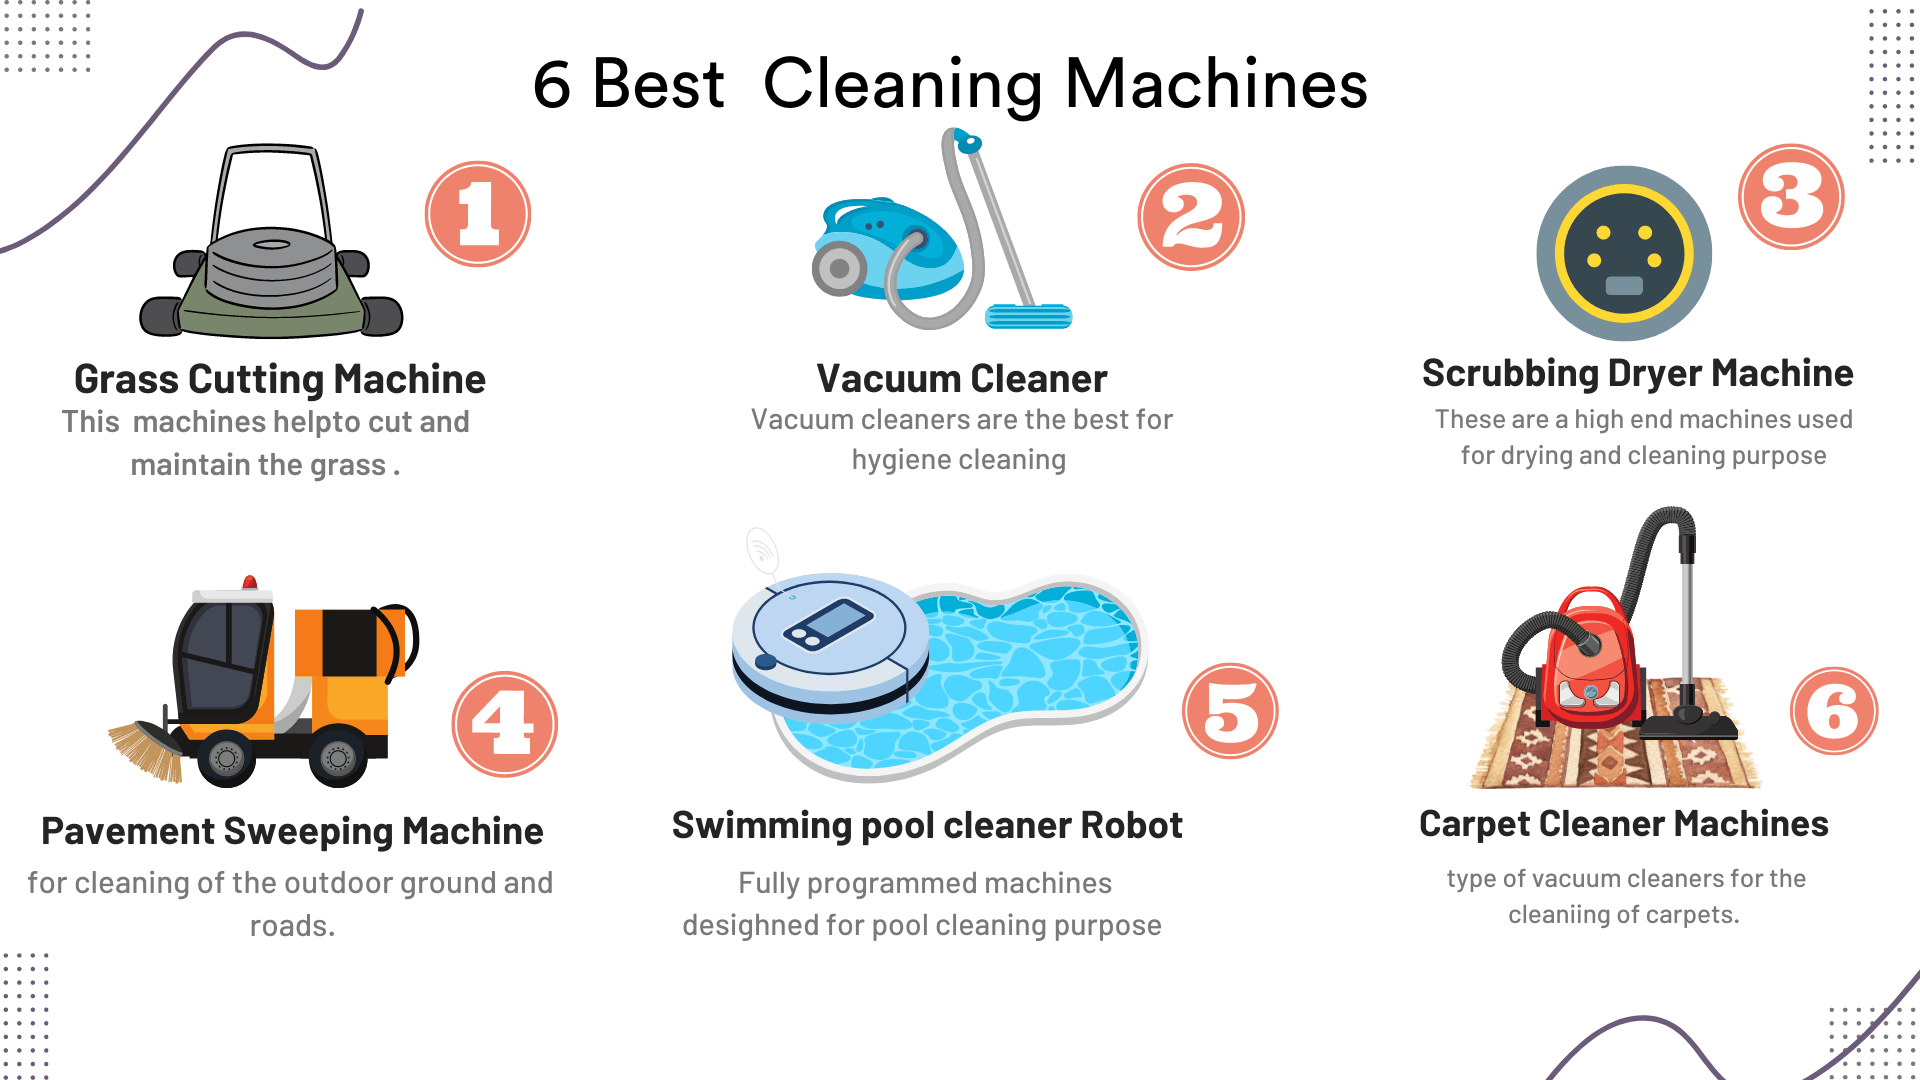 6 Best  Cleaning Machines
1
Grass Cutting Machine
This  machines helpto cut and
maintain the grass .
2
Vacuum Cleaner
Vacuum cleaners are the best for
hygiene cleaning
3
Scrubbing Dryer Machine
These are a high end machines used
for drying and cleaning purpose
4
Pavement Sweeping Machine
for cleaning of the outdoor ground and
roads.
5
Swimming pool cleaner Robot
Fully programmed machines
desighned for pool cleaning purpose
6
Carpet Cleaner Machines
type of vacuum cleaners for the
cleaniing of carpets.